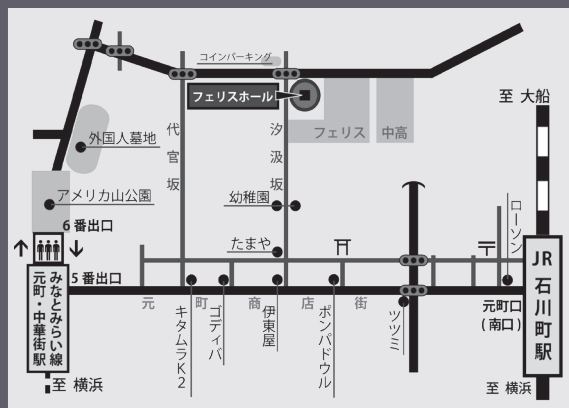 コインパーキング
フェリスホール
至 大船
外国人墓地
代官坂
汐汲坂
フェリス
中高
アメリカ山公園
幼稚園
ローソン
6番出口
たまや
JR 石川町駅
みなとみらい線
元町・中華街駅
5番出口
元町商店街
元町口
(南口)
キタムラK2
ゴディバ
伊東屋
ポンパドウル
ツツミ
至 横浜
至 横浜